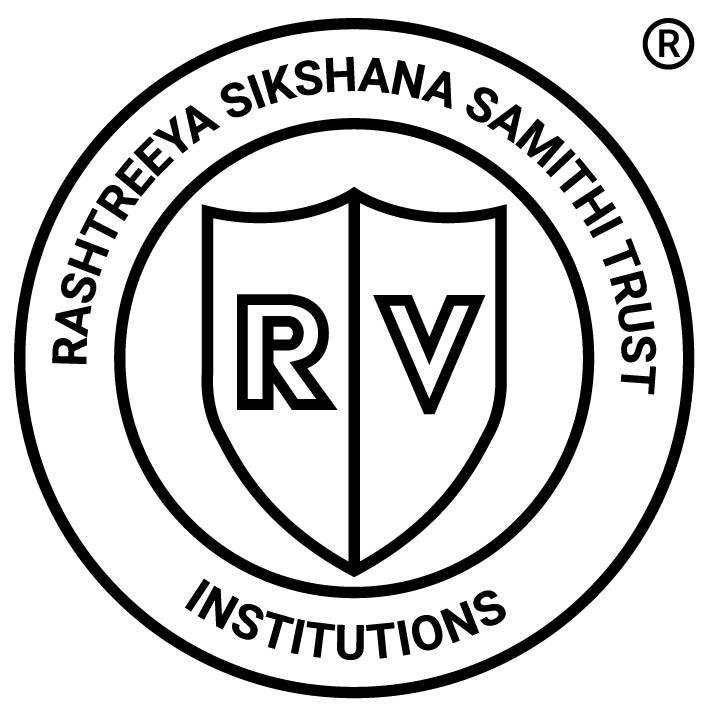 RASHTREEYA SIKSHANA SAMITHI TRUST
®
R V
INSTITUTIONS